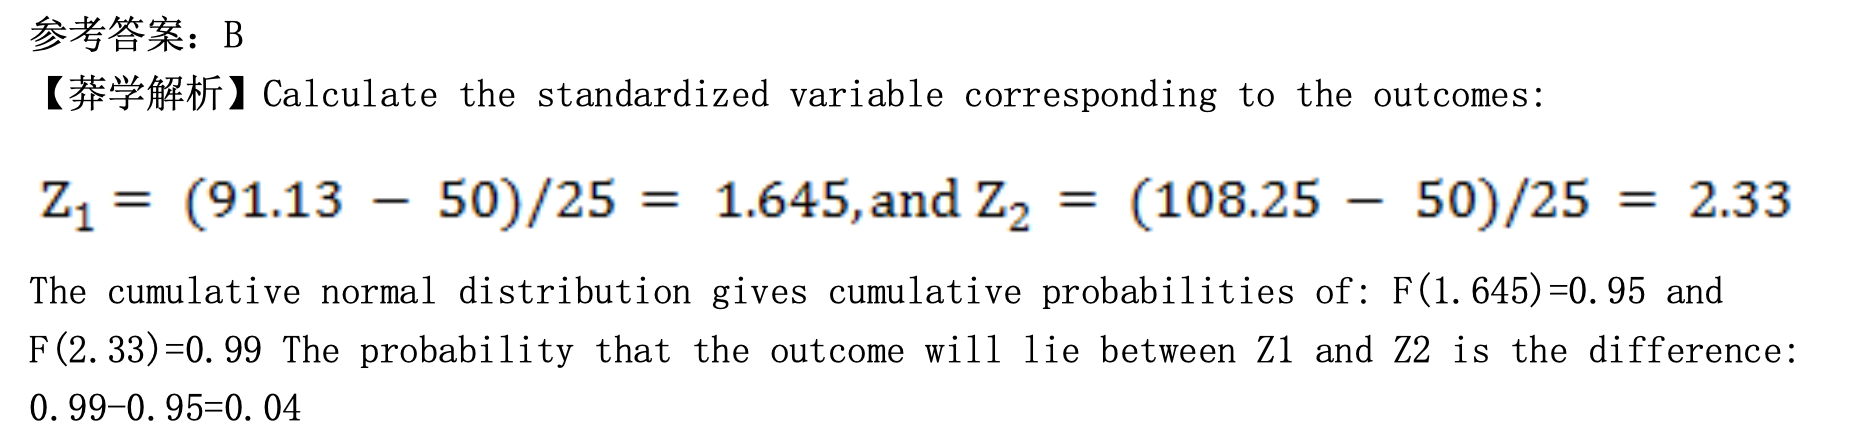 参考答案：B
【莽学解析】Calculate the standardized variable corresponding to the outcomes:
Z₁ = (91.13 − 50)/25 = 1.645, and Z₂ = (108.25 − 50)/25 = 2.33
The cumulative normal distribution gives cumulative probabilities of: F(1.645)=0.95 and
F(2.33)=0.99 The probability that the outcome will lie between Z1 and Z2 is the difference:
0.99-0.95=0.04